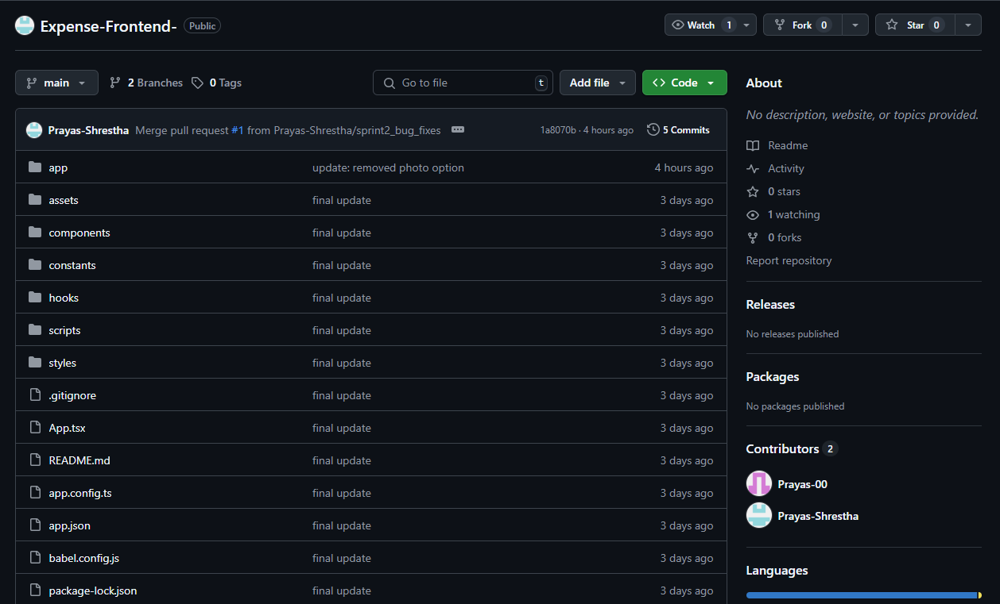 Expense-Frontend- Public Watch 1 Fork 0 Star 0
main 2 Branches 0 Tags Go to file t Add file Code
Prayas-Shrestha Merge pull request #1 from Prayas-Shrestha/sprint2_bug_fixes 1a8070b · 4 hours ago 5 Commits
app update: removed photo option 4 hours ago
assets final update 3 days ago
components final update 3 days ago
constants final update 3 days ago
hooks final update 3 days ago
scripts final update 3 days ago
styles final update 3 days ago
.gitignore final update 3 days ago
App.tsx final update 3 days ago
README.md final update 3 days ago
app.config.ts final update 3 days ago
app.json final update 3 days ago
babel.config.js final update 3 days ago
package-lock.json final update 3 days ago
About
No description, website, or topics provided.
Readme
Activity
0 stars
1 watching
0 forks
Report repository
Releases
No releases published
Packages
No packages published
Contributors 2
Prayas-00
Prayas-Shrestha
Languages